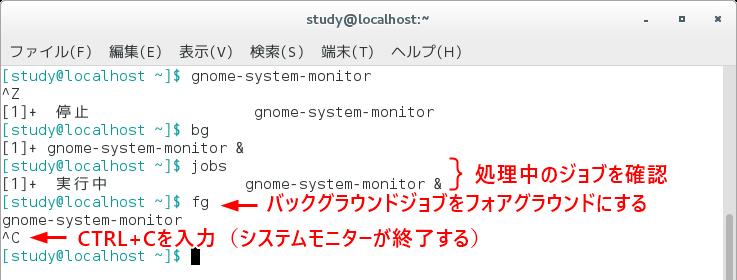 study@localhost:~
ファイル(F) 編集(E) 表示(V) 検索(S) 端末(T) ヘルプ(H)
[study@localhost ~]$ gnome-system-monitor
^Z
[1]+ 停止 gnome-system-monitor
[study@localhost ~]$ bg
[1]+ gnome-system-monitor &
[study@localhost ~]$ jobs
[1]+ 実行中 gnome-system-monitor & 処理中のジョブを確認
[study@localhost ~]$ fg バックグラウンドジョブをフォアグラウンドにする
gnome-system-monitor
^C CTRL+Cを入力（システムモニターが終了する）
[study@localhost ~]$